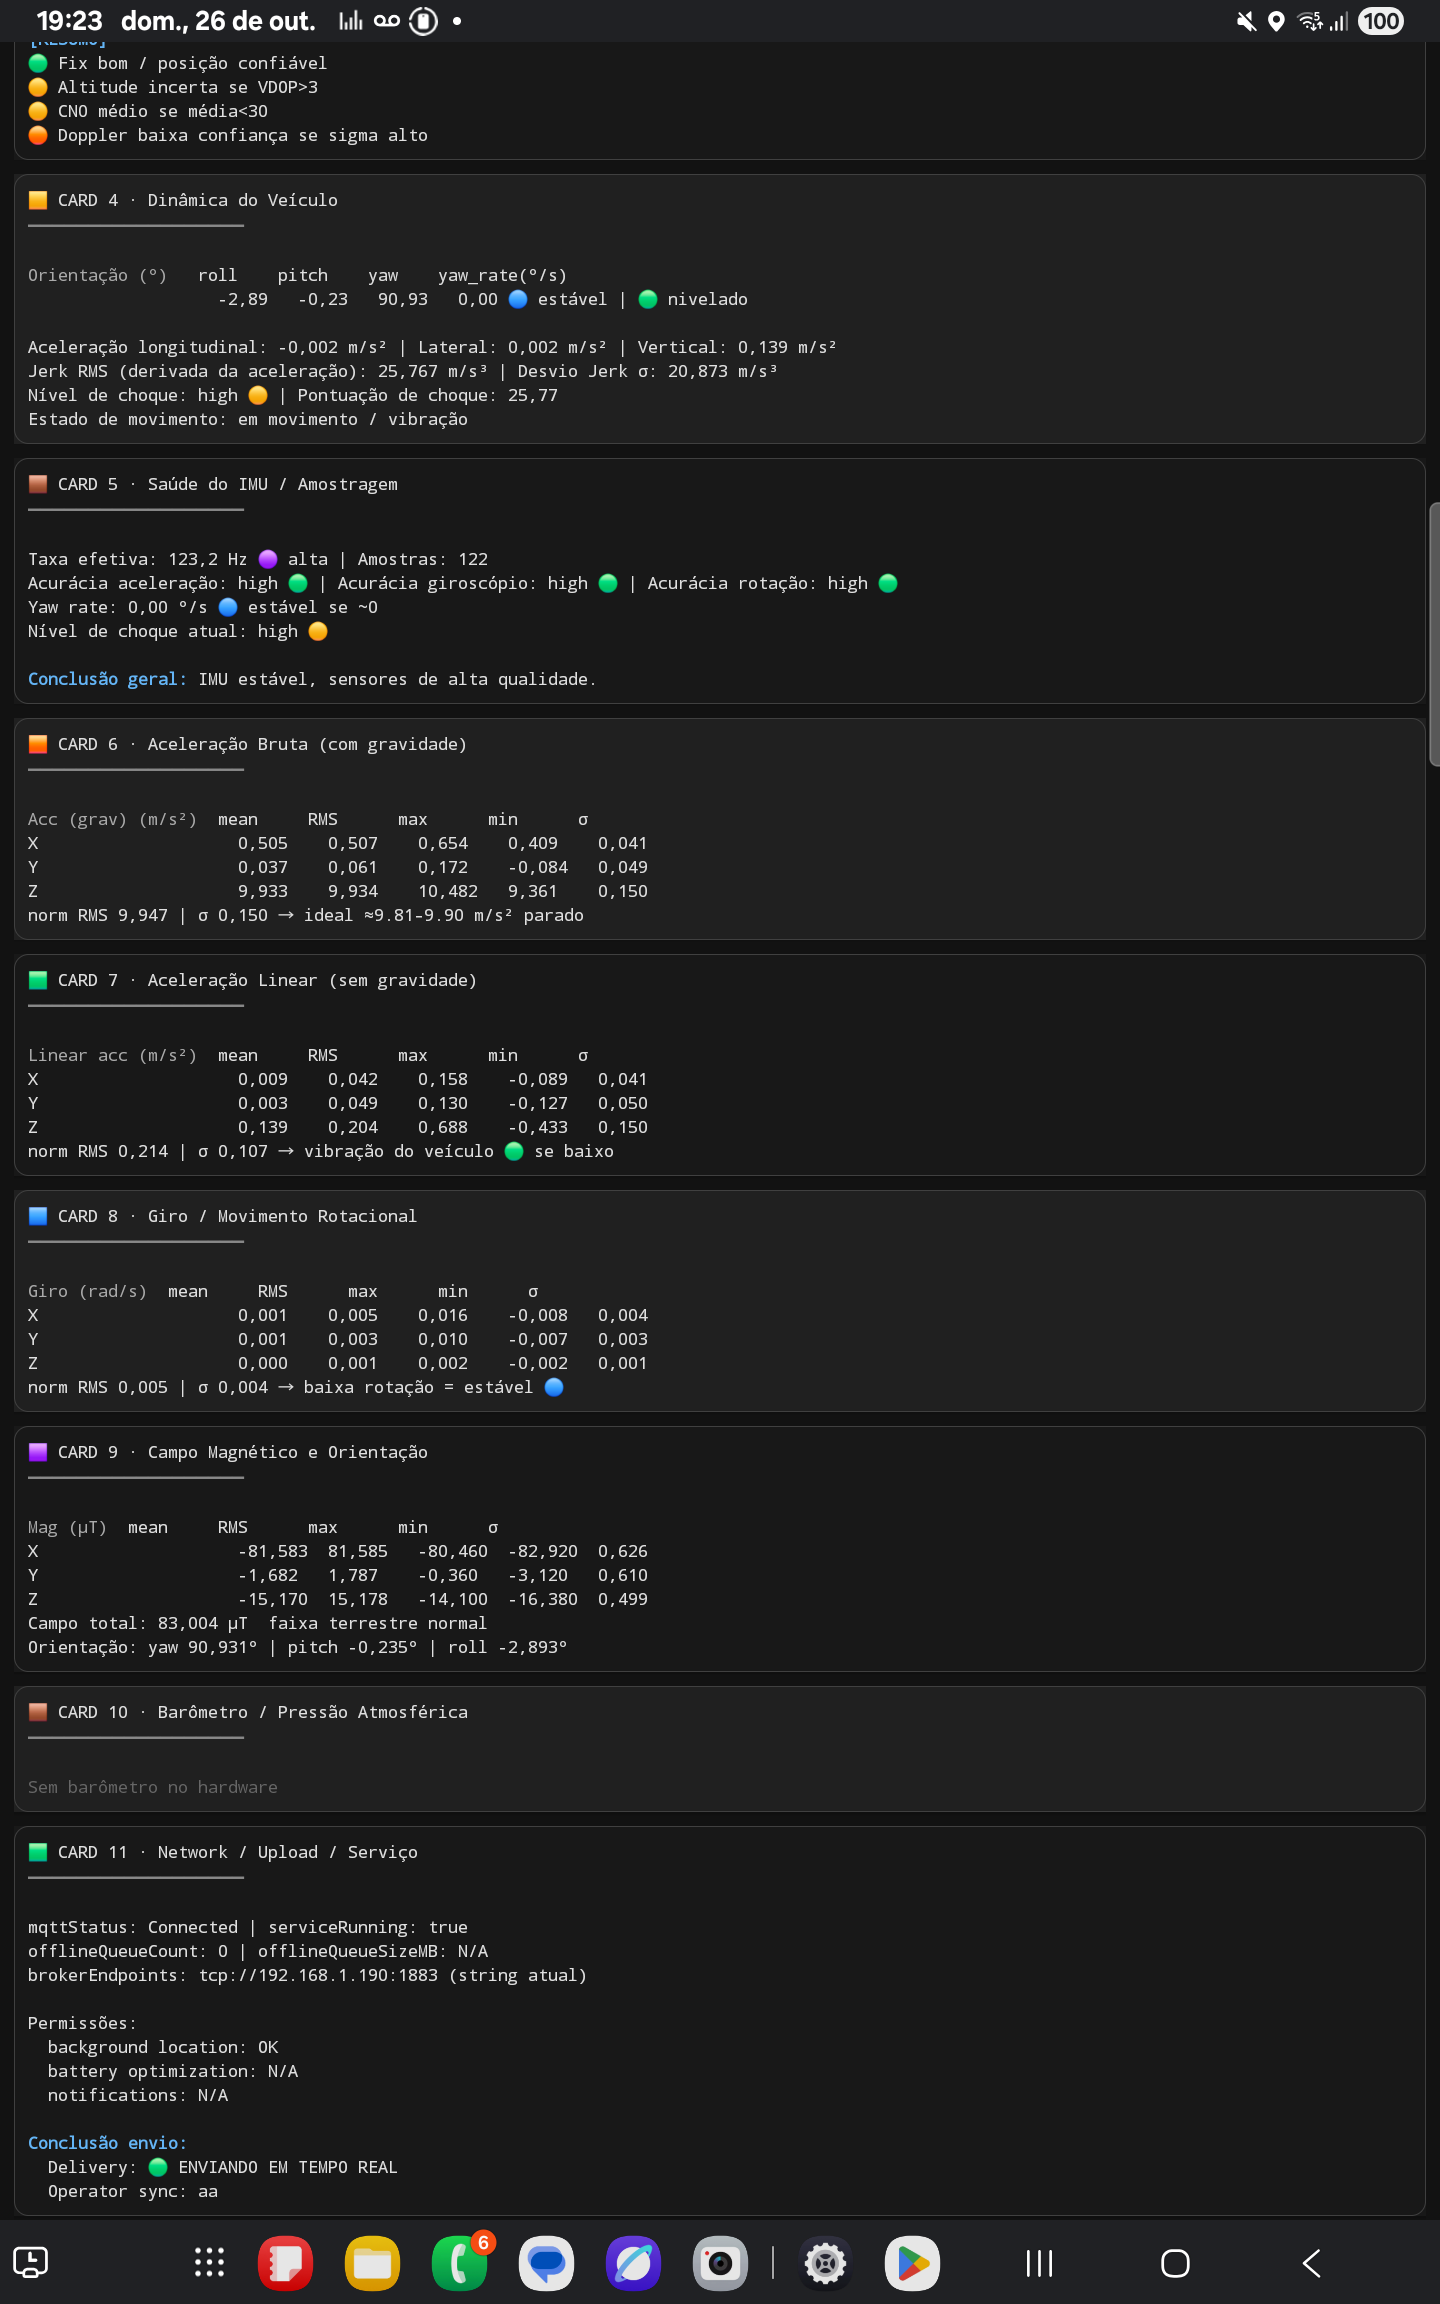 19:23 dom., 26 de out. 5 100
[Resumo]
Fix bom / posição confiável
Altitude incerta se VDOP>3
CN0 médio se média<30
Doppler baixa confiança se sigma alto
CARD 4 · Dinâmica do Veículo
Orientação (º) roll pitch yaw yaw_rate(º/s)
-2,89 -0,23 90,93 0,00 estável | nivelado
Aceleração longitudinal: -0,002 m/s² | Lateral: 0,002 m/s² | Vertical: 0,139 m/s²
Jerk RMS (derivada da aceleração): 25,767 m/s³ | Desvio Jerk σ: 20,873 m/s³
Nível de choque: high | Pontuação de choque: 25,77
Estado de movimento: em movimento / vibração
CARD 5 · Saúde do IMU / Amostragem
Taxa efetiva: 123,2 Hz alta | Amostras: 122
Acurácia aceleração: high | Acurácia giroscópio: high | Acurácia rotação: high
Yaw rate: 0,00 º/s estável se ~0
Nível de choque atual: high
Conclusão geral: IMU estável, sensores de alta qualidade.
CARD 6 · Aceleração Bruta (com gravidade)
Acc (grav) (m/s²) mean RMS max min σ
X 0,505 0,507 0,654 0,409 0,041
Y 0,037 0,061 0,172 -0,084 0,049
Z 9,933 9,934 10,482 9,361 0,150
norm RMS 9,947 | σ 0,150 → ideal ≈9.81–9.90 m/s² parado
CARD 7 · Aceleração Linear (sem gravidade)
Linear acc (m/s²) mean RMS max min σ
X 0,009 0,042 0,158 -0,089 0,041
Y 0,003 0,049 0,130 -0,127 0,050
Z 0,139 0,204 0,688 -0,433 0,150
norm RMS 0,214 | σ 0,107 → vibração do veículo se baixo
CARD 8 · Giro / Movimento Rotacional
Giro (rad/s) mean RMS max min σ
X 0,001 0,005 0,016 -0,008 0,004
Y 0,001 0,003 0,010 -0,007 0,003
Z 0,000 0,001 0,002 -0,002 0,001
norm RMS 0,005 | σ 0,004 → baixa rotação = estável
CARD 9 · Campo Magnético e Orientação
Mag (µT) mean RMS max min σ
X -81,583 81,585 -80,460 -82,920 0,626
Y -1,682 1,787 -0,360 -3,120 0,610
Z -15,170 15,178 -14,100 -16,380 0,499
Campo total: 83,004 µT faixa terrestre normal
Orientação: yaw 90,931º | pitch -0,235º | roll -2,893º
CARD 10 · Barômetro / Pressão Atmosférica
Sem barômetro no hardware
CARD 11 · Network / Upload / Serviço
mqttStatus: Connected | serviceRunning: true
offlineQueueCount: 0 | offlineQueueSizeMB: N/A
brokerEndpoints: tcp://192.168.1.190:1883 (string atual)
Permissões:
background location: OK
battery optimization: N/A
notifications: N/A
Conclusão envio:
Delivery: ENVIANDO EM TEMPO REAL
Operator sync: aa
6